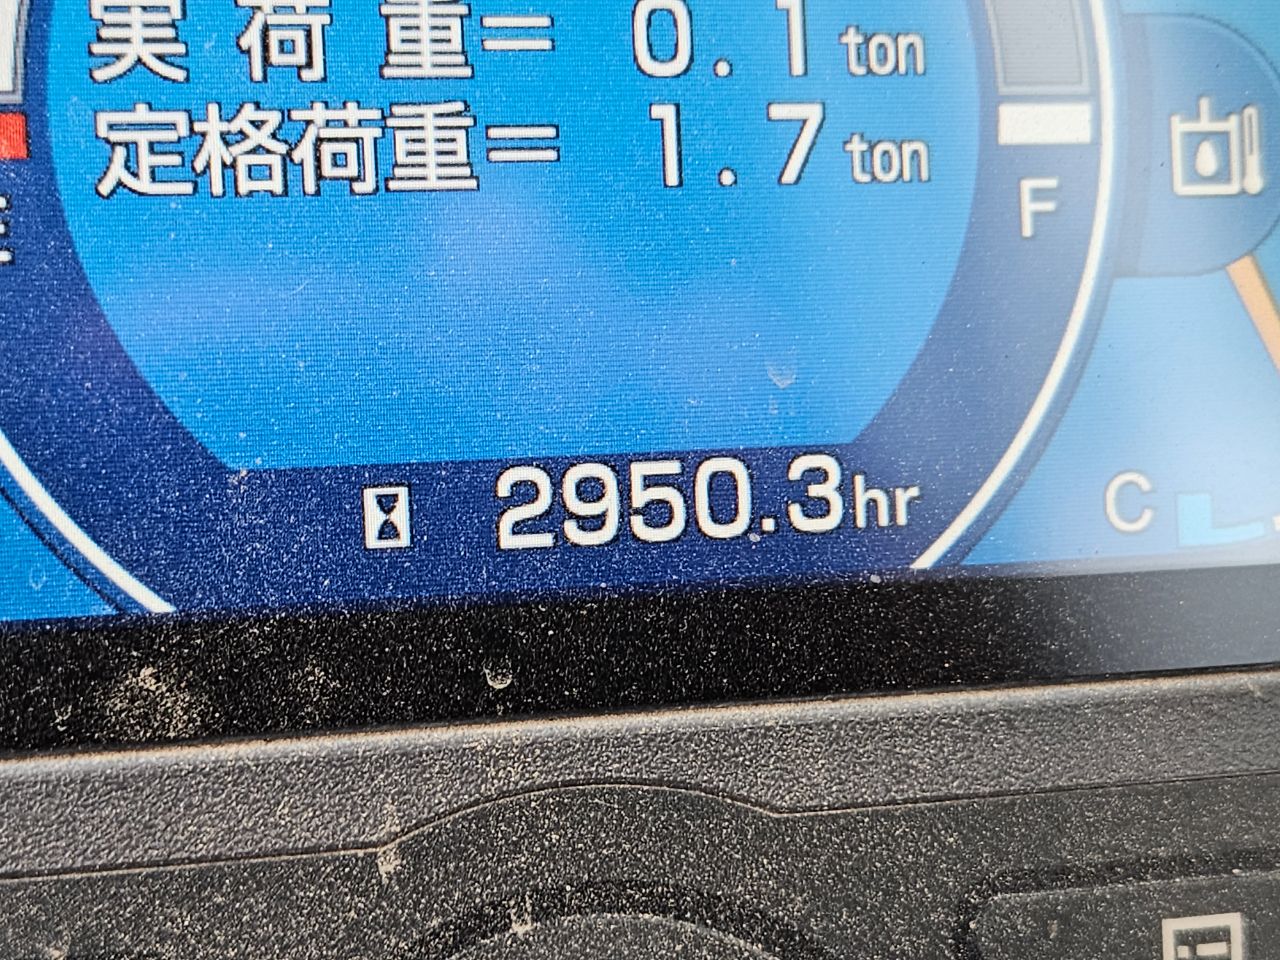 実荷重= 0.1 ton
定格荷重= 1.7 ton
F
E
2950.3hr
C